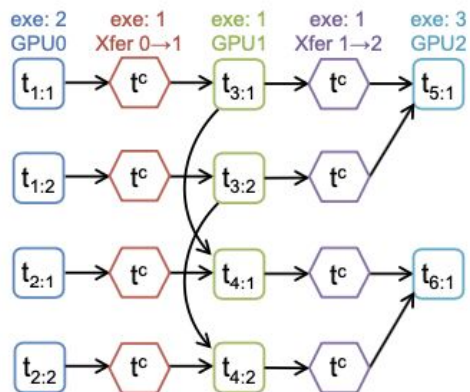 exe: 2 exe: 1 exe: 1 exe: 1 exe: 3
GPU0 Xfer 0→1 GPU1 Xfer 1→2 GPU2
t1:1 tc t3:1 tc t5:1
t1:2 tc t3:2 tc
t2:1 tc t4:1 tc t6:1
t2:2 tc t4:2 tc